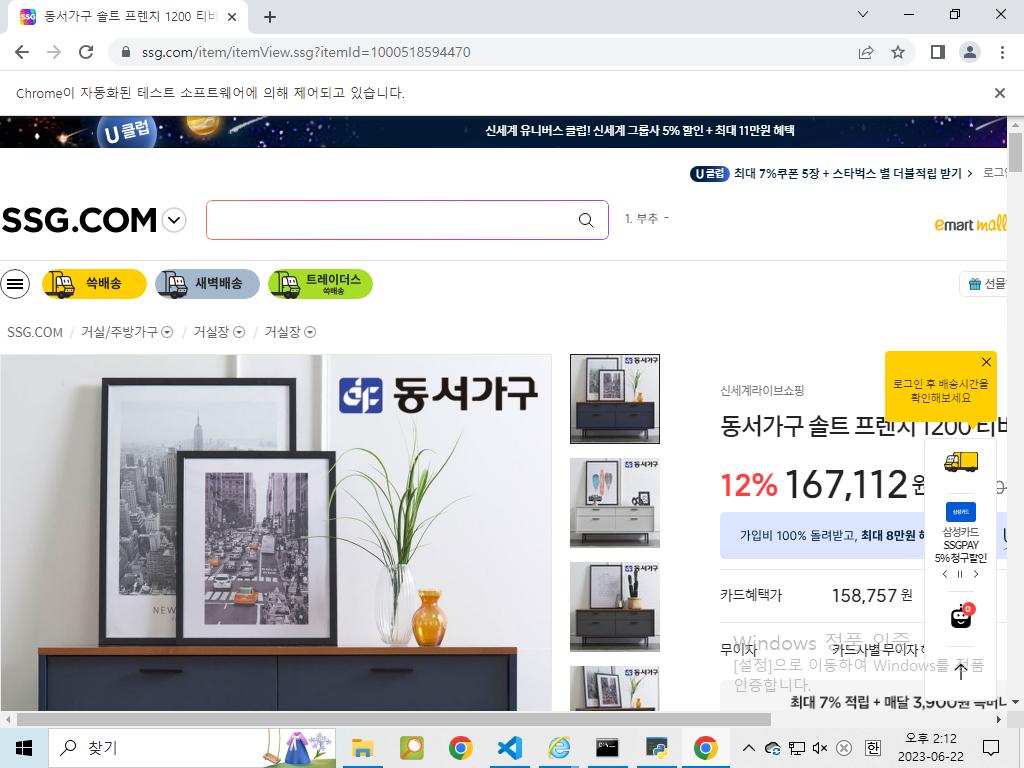 동서가구 솔트 프렌치 1200 티비
ssg.com/item/itemView.ssg?itemId=1000518594470
Chrome이 자동화된 테스트 소프트웨어에 의해 제어되고 있습니다.
U 클럽
신세계 유니버스 클럽! 신세계 그룹사 5% 할인 + 최대 11만원 혜택
U 클럽 최대 7%쿠폰 5장 + 스타벅스 별 더블적립 받기 >
SSG.COM
1. 부추 -
emart mall
쓱배송
새벽배송
트레이더스
쓱배송
선물
SSG.COM / 거실/주방가구 / 거실장 / 거실장
동서가구
NEW
신세계라이브쇼핑
로그인 후 배송시간을
확인해보세요
동서가구 솔트 프렌치 1200 티비
12% 167,112 원
가입비 100% 돌려받고, 최대 8만원
삼성카드
삼성카드
SSGPAY
5% 청구할인
카드혜택가 158,757 원
0
무이자 카드사별 무이자
Windows 정품 인증
[설정]으로 이동하여 Windows를 정품
인증합니다.
최대 7% 적립 + 매달 3,900원
찾기
한
오후 2:12
2023-06-22